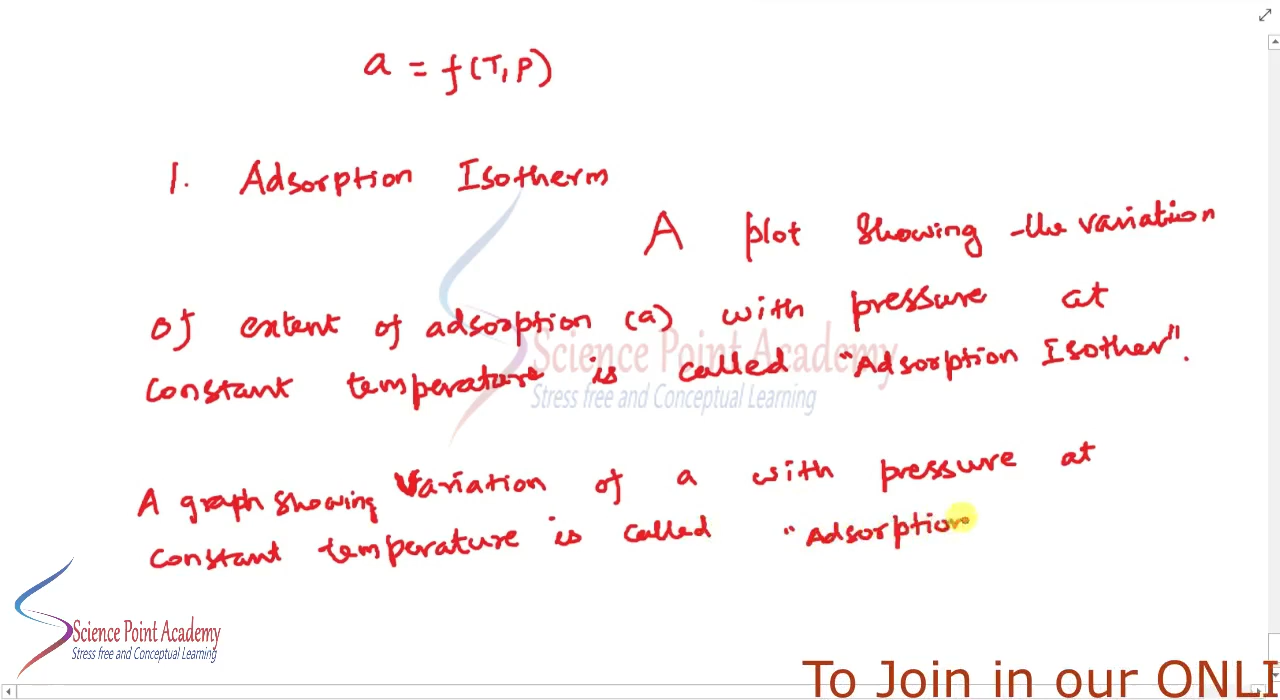 a = f(T, P)
1. Adsorption Isotherm
A plot showing the variation
of extent of adsorption (a) with pressure at
constant temperature is called "Adsorption Isother".
A graph showing Variation of a with pressure at
constant temperature is called "Adsorption
Science Point Academy
Stress free and Conceptual Learning
Science Point Academy
Stress free and Conceptual Learning
To Join in our ONLI